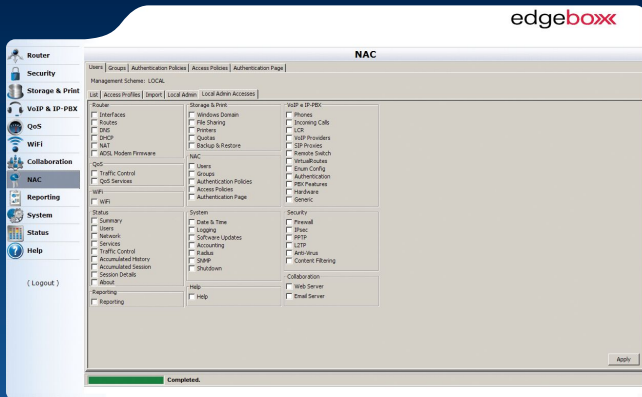 edgeboxx
NAC
Router
Security
Storage & Print
VoIP & IP-PBX
QoS
WiFi
Collaboration
NAC
Reporting
System
Status
Help
( Logout )
Users Groups Authentication Policies Access Policies Authentication Page
Management Scheme: LOCAL
List Access Profiles Import Local Admin Local Admin Accesses
Router
Interfaces
Routes
DNS
DHCP
NAT
ADSL Modem Firmware
QoS
Traffic Control
QoS Services
WiFi
WiFi
Status
Summary
Users
Network
Services
Traffic Control
Accumulated History
Accumulated Session
Session Details
About
Reporting
Reporting
Storage & Print
Windows Domain
File Sharing
Printers
Quotas
Backup & Restore
NAC
Users
Groups
Authentication Policies
Access Policies
Authentication Page
System
Date & Time
Logging
Software Updates
Accounting
Radius
SNMP
Shutdown
Help
Help
VoIP e IP-PBX
Phones
Incoming Calls
LCR
VoIP Providers
SIP Proxies
Remote Switch
VirtualRoutes
Enum Config
Authentication
PBX Features
Hardware
Generic
Security
Firewall
IPsec
PPTP
L2TP
Anti-Virus
Content Filtering
Collaboration
Web Server
Email Server
Apply
Completed.